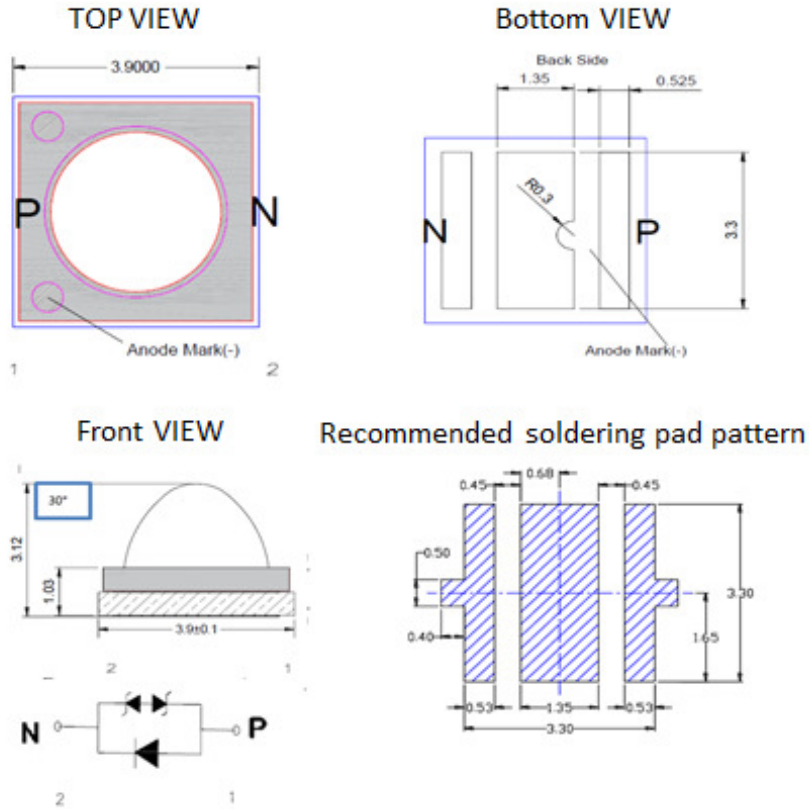 TOP VIEW
3.9000
P
N
Anode Mark(-)
1
2
Bottom VIEW
Back Side
1.35
0.525
R0.3
N
P
3.3
Anode Mark(-)
Front VIEW
30°
3.12
1.03
3.9±0.1
2
1
N
P
2
1
Recommended soldering pad pattern
0.68
0.45
0.45
0.50
3.30
0.40
1.65
0.53
1.35
0.53
3.30